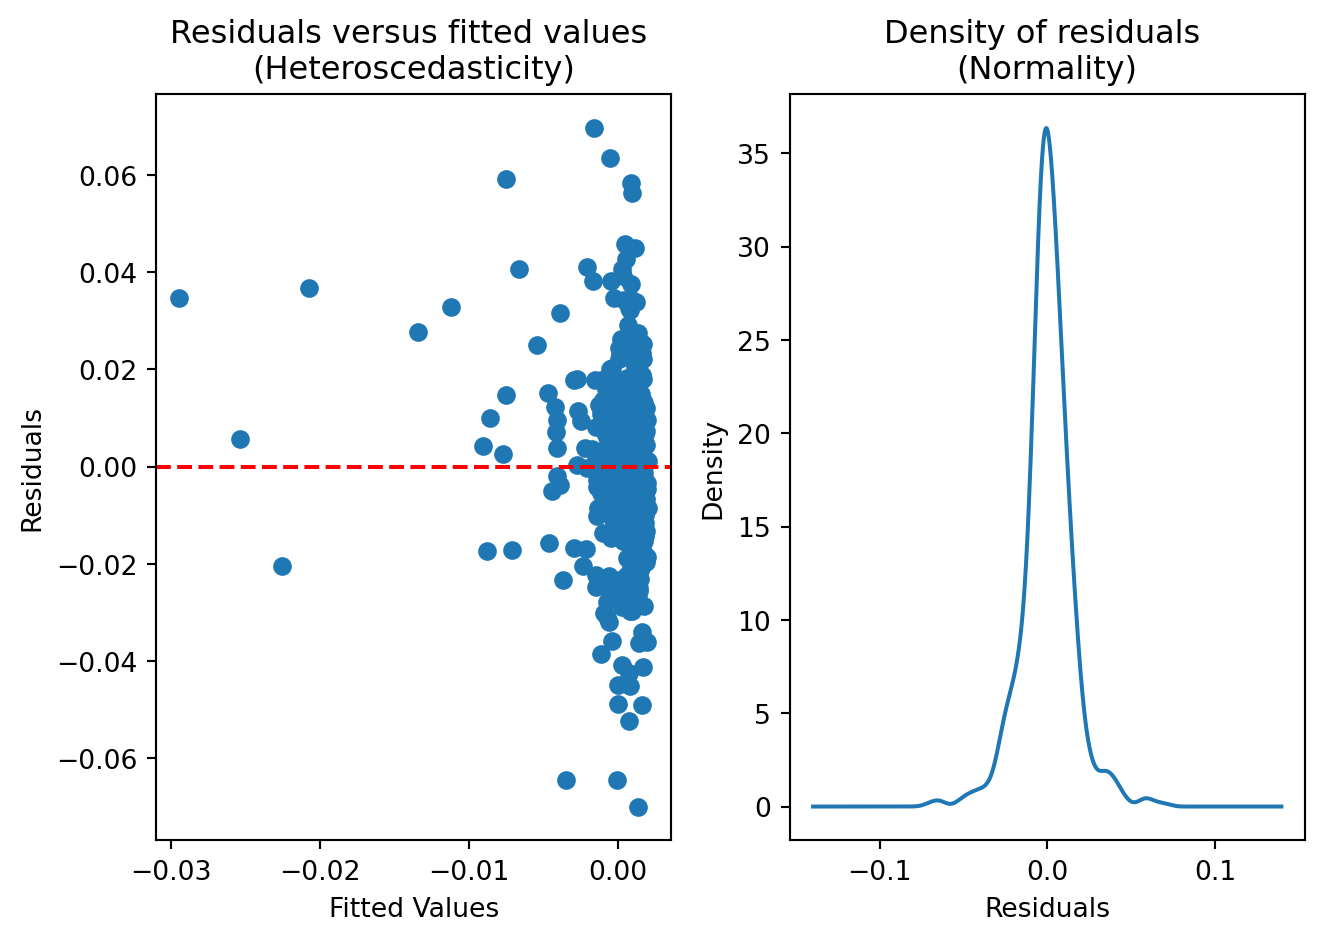 Residuals versus fitted values
(Heteroscedasticity)
0.06
0.04
0.02
0.00
−0.02
−0.04
−0.06
Residuals
−0.03
−0.02
−0.01
0.00
Fitted Values
Density of residuals
(Normality)
35
30
25
20
15
10
5
0
Density
−0.1
0.0
0.1
Residuals